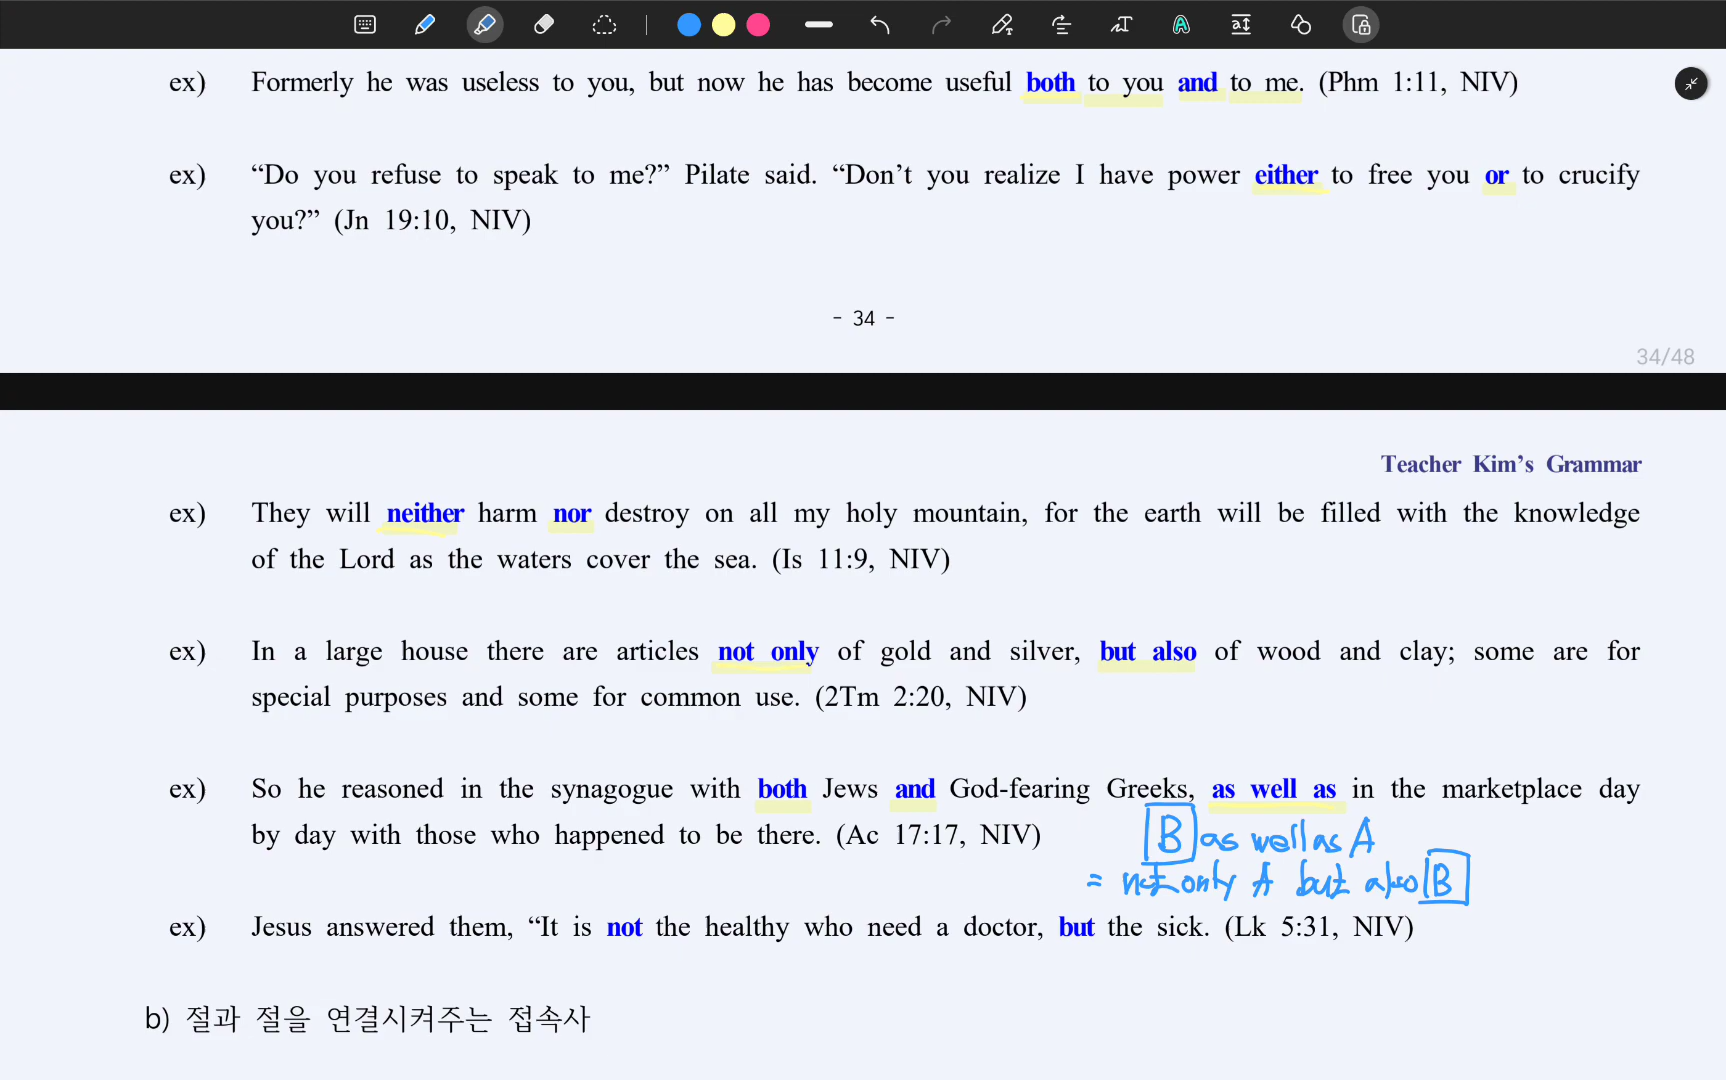 ex) Formerly he was useless to you, but now he has become useful both to you and to me. (Phm 1:11, NIV)
ex) “Do you refuse to speak to me?” Pilate said. “Don’t you realize I have power either to free you or to crucify
you?” (Jn 19:10, NIV)
- 34 -
34/48
Teacher Kim’s Grammar
ex) They will neither harm nor destroy on all my holy mountain, for the earth will be filled with the knowledge
of the Lord as the waters cover the sea. (Is 11:9, NIV)
ex) In a large house there are articles not only of gold and silver, but also of wood and clay; some are for
special purposes and some for common use. (2Tm 2:20, NIV)
ex) So he reasoned in the synagogue with both Jews and God-fearing Greeks, as well as in the marketplace day
by day with those who happened to be there. (Ac 17:17, NIV)
B as well as A
= not only A but also B
ex) Jesus answered them, “It is not the healthy who need a doctor, but the sick. (Lk 5:31, NIV)
b) 절과 절을 연결시켜주는 접속사